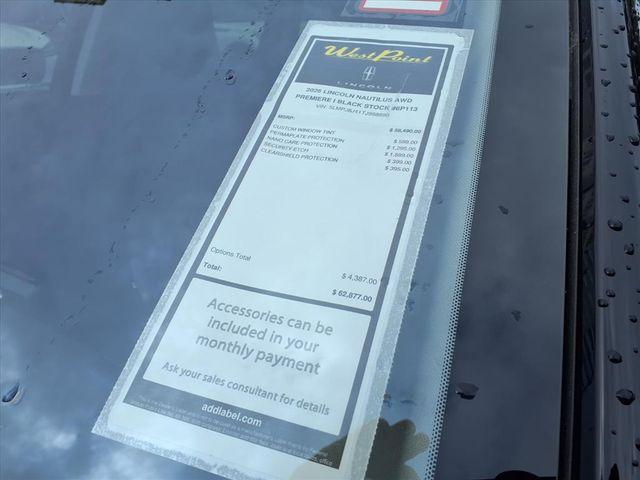 WestPoint
LINCOLN
2026 LINCOLN NAUTILUS AWD
PREMIERE I BLACK STOCK #6P113
VIN:
MSRP: $ 58,490.00
CUSTOM WINDOW TINT $ 599.00
PERMAPLATE PROTECTION $ 1,295.00
NANO CARE PROTECTION $ 1,699.00
SECURITY ETCH $ 399.00
CLEARSHIELD PROTECTION $ 395.00
Options Total $ 4,387.00
Total: $ 62,877.00
Accessories can be
included in your
monthly payment
Ask your sales consultant for details
addlabel.com